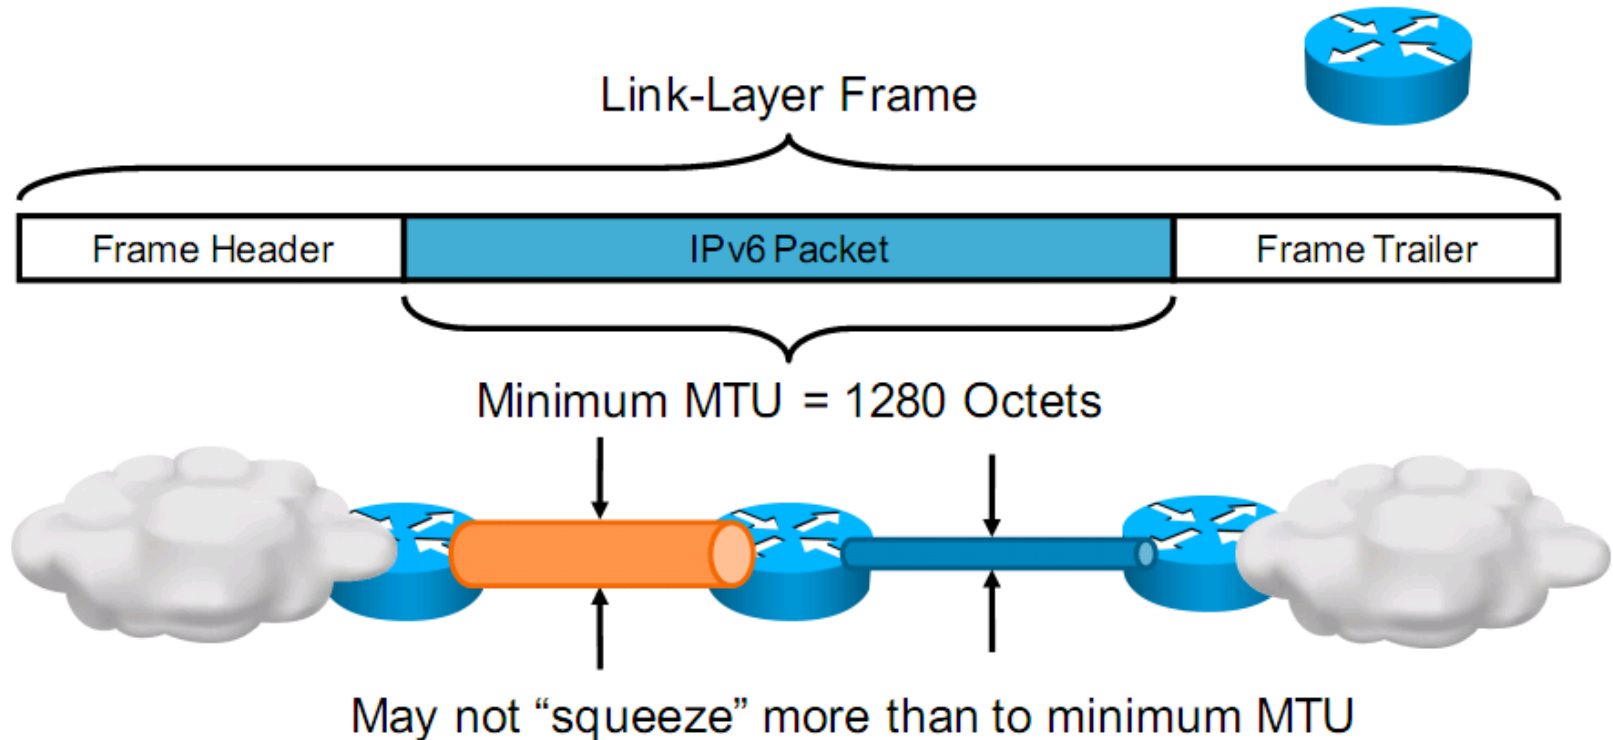 Link-Layer Frame
Frame Header IPv6 Packet Frame Trailer
Minimum MTU = 1280 Octets
May not “squeeze” more than to minimum MTU